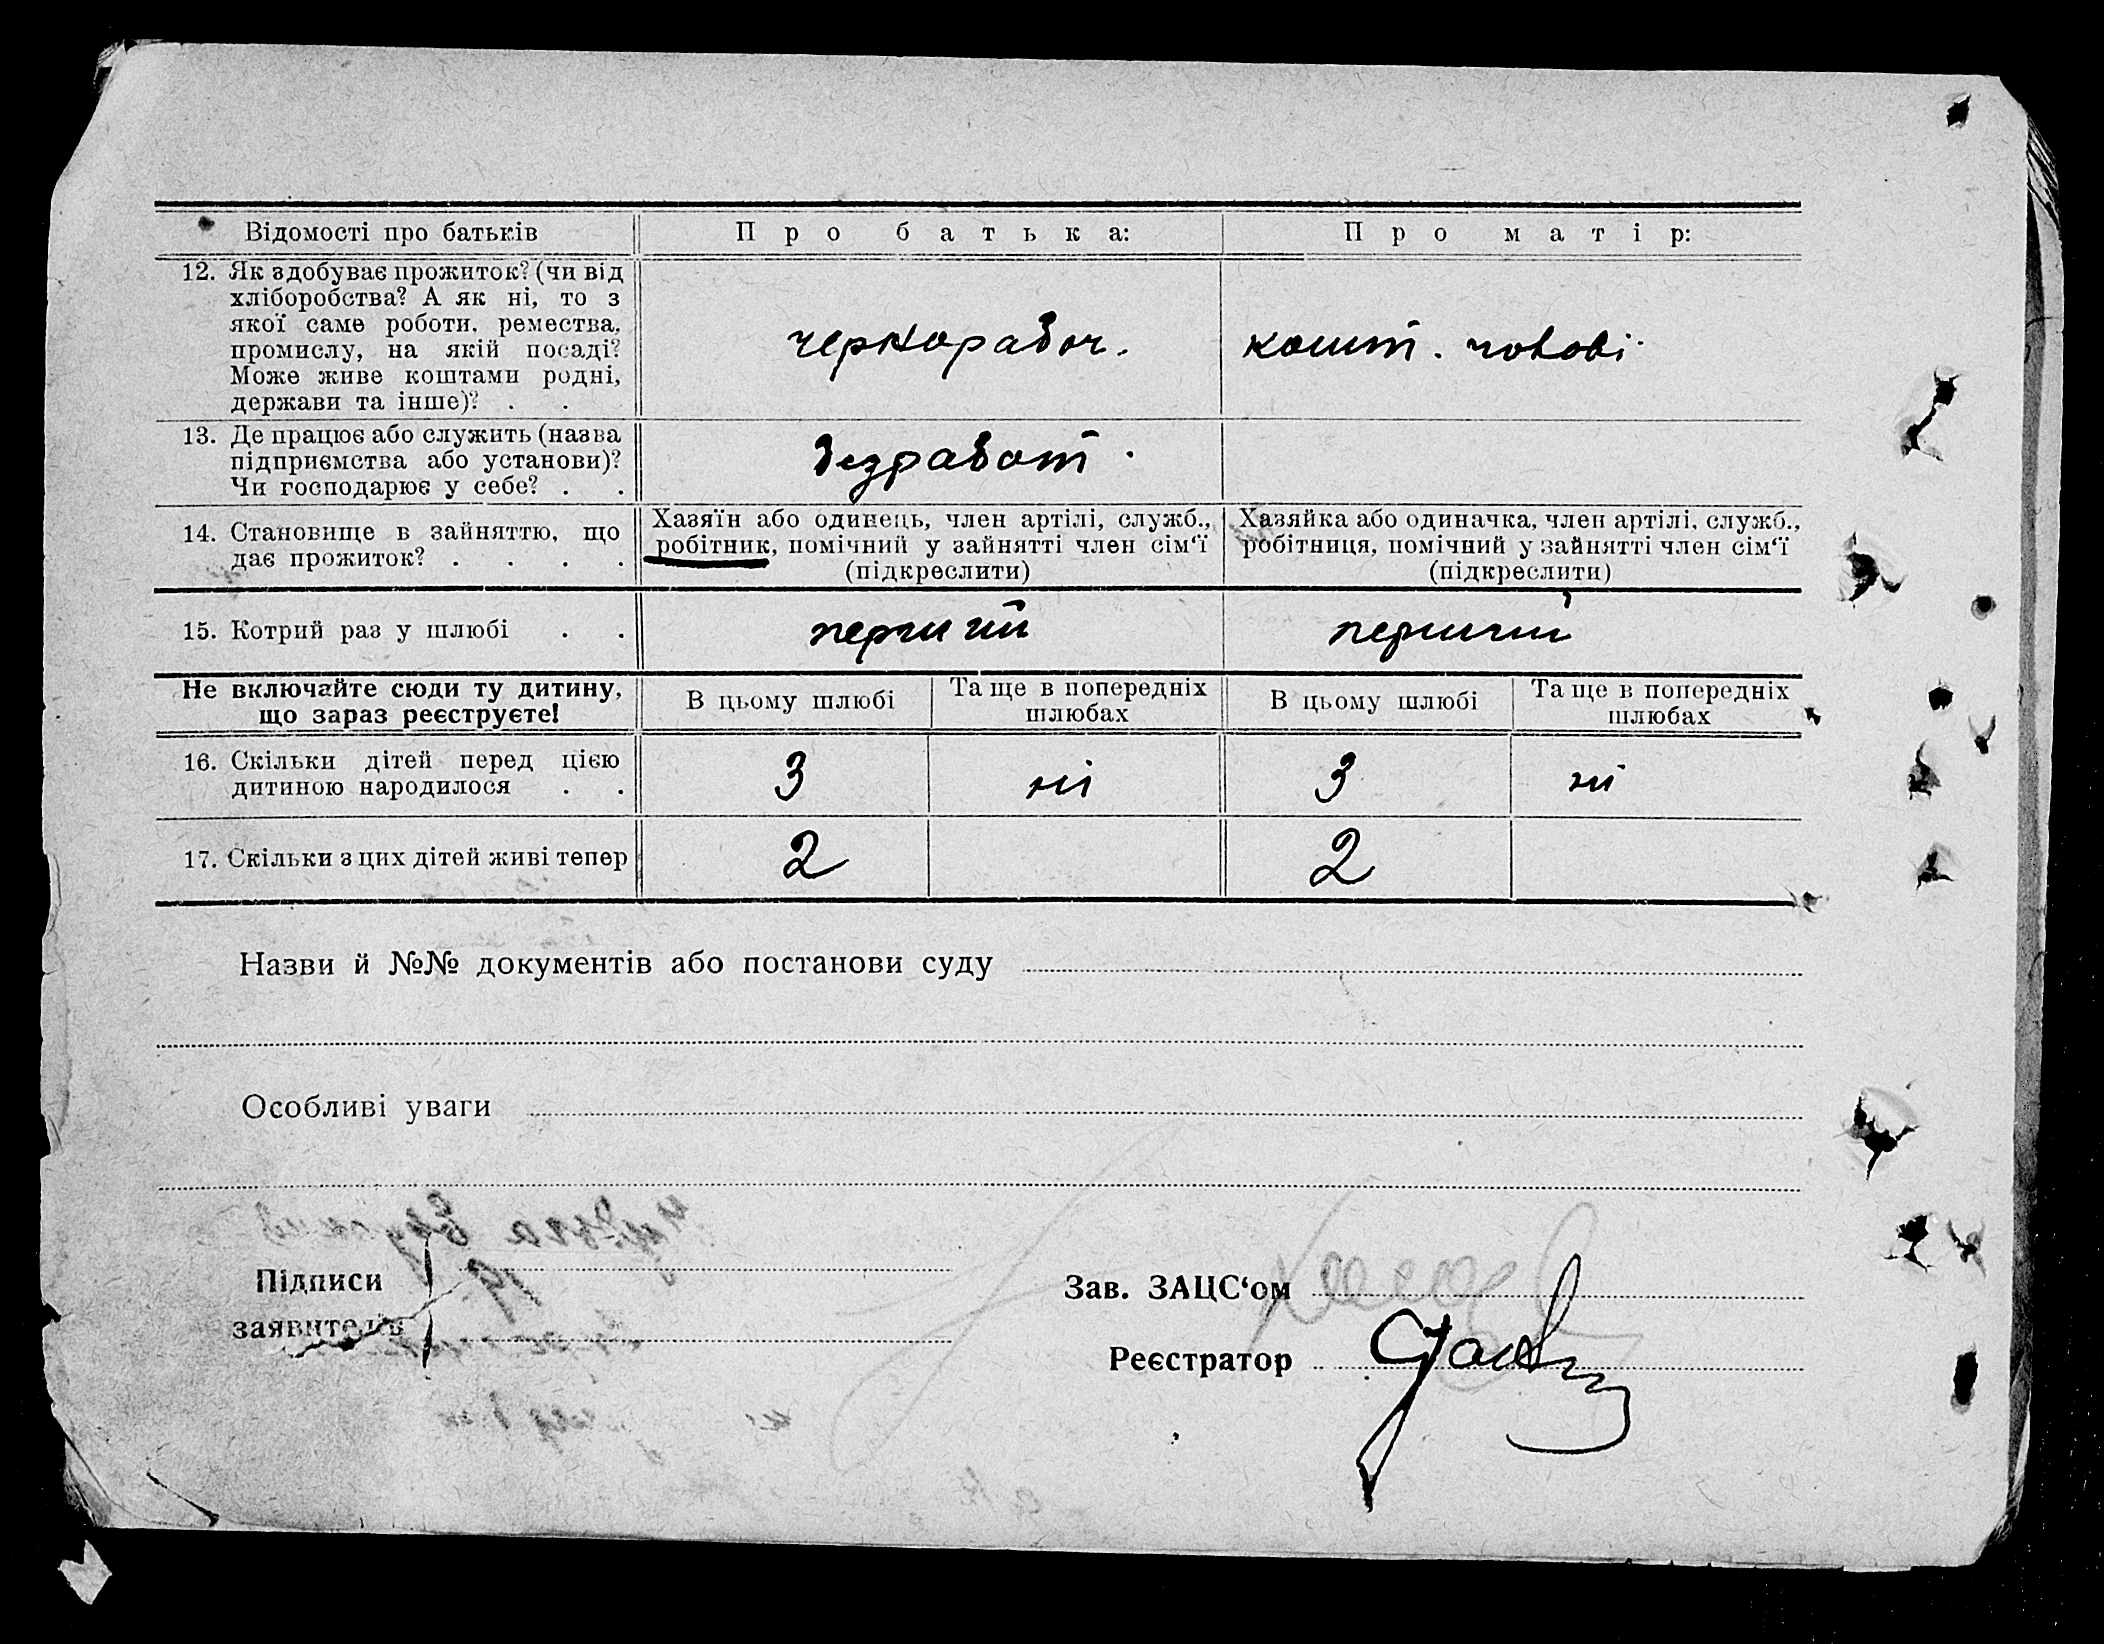 Відомості про батьків
Про батька:
Про матір:
12. Як здобуває прожиток? (чи від
хліборобства? А як ні, то з
якої саме роботи, ремества,
промислу, на якій посаді?
Може живе коштами родні,
держави та інше)? . .
чернорабоч.
кошт. чолові
13. Де працює або служить (назва
підприємства або установи)?
Чи господарює у себе? . .
безработ.
14. Становище в зайняттю, що
дає прожиток? . . . .
Хазяїн або одинець, член артілі, служб.,
робітник, помічний у зайнятті член сім‘ї
(підкреслити)
Хазяйка або одиначка, член артілі, служб.,
робітниця, помічний у зайнятті член сім‘ї
(підкреслити)
15. Котрий раз у шлюбі . .
перший
перший
Не включайте сюди ту дитину,
що зараз реєструєте!
В цьому шлюбі
Та ще в попередніх
шлюбах
В цьому шлюбі
Та ще в попередніх
шлюбах
16. Скільки дітей перед цією
дитиною народилося . .
3
ні
3
ні
17. Скільки з цих дітей живі тепер
2
2
Назви й №№ документів або постанови суду
Особливі уваги
Підписи
заявителів
Зав. ЗАЦС‘ом
Реєстратор